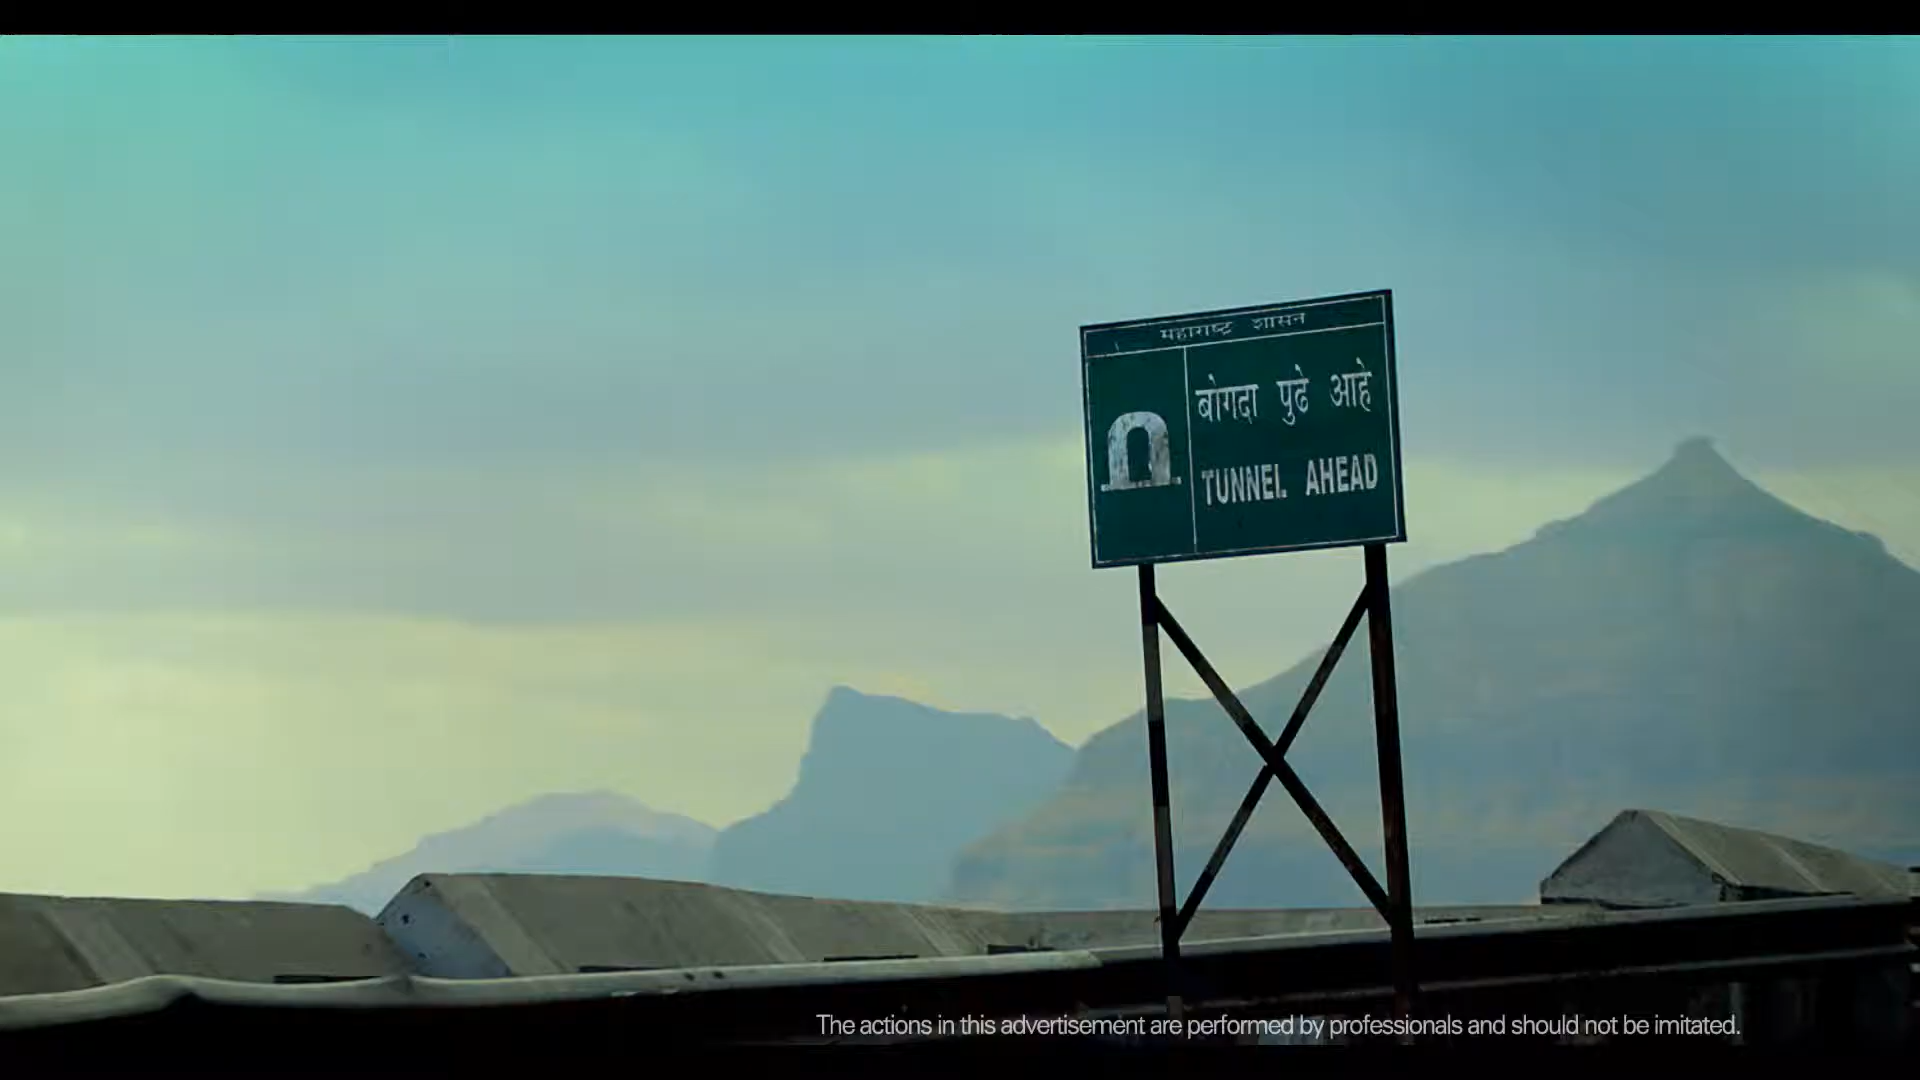 महाराष्ट्र शासन
बोगदा पुढे आहे
TUNNEL AHEAD
The actions in this advertisement are performed by professionals and should not be imitated.